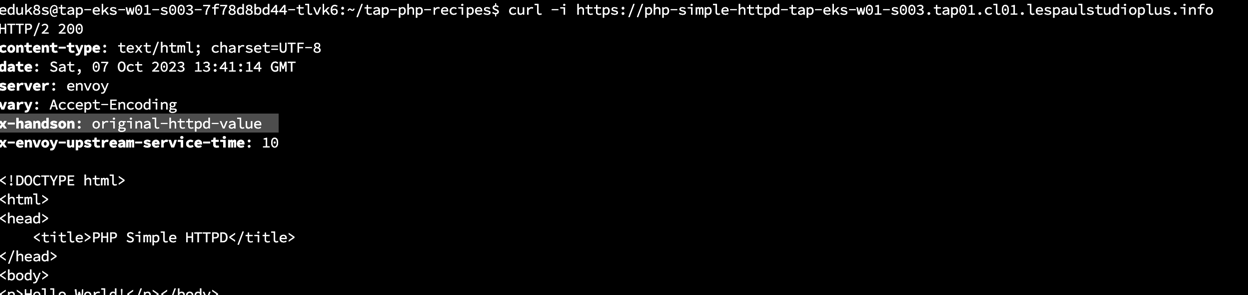 eduk8s@tap-eks-w01-s003-7f78d8bd44-tlvk6:~/tap-php-recipes$ curl -i https://php-simple-httpd-tap-eks-w01-s003.tap01.cl01.lespaulstudioplus.info
HTTP/2 200
content-type: text/html; charset=UTF-8
date: Sat, 07 Oct 2023 13:41:14 GMT
server: envoy
vary: Accept-Encoding
x-handson: original-httpd-value
x-envoy-upstream-service-time: 10
<!DOCTYPE html>
<html>
<head>
    <title>PHP Simple HTTPD</title>
</head>
<body>
<p>Hello World!</p></body>